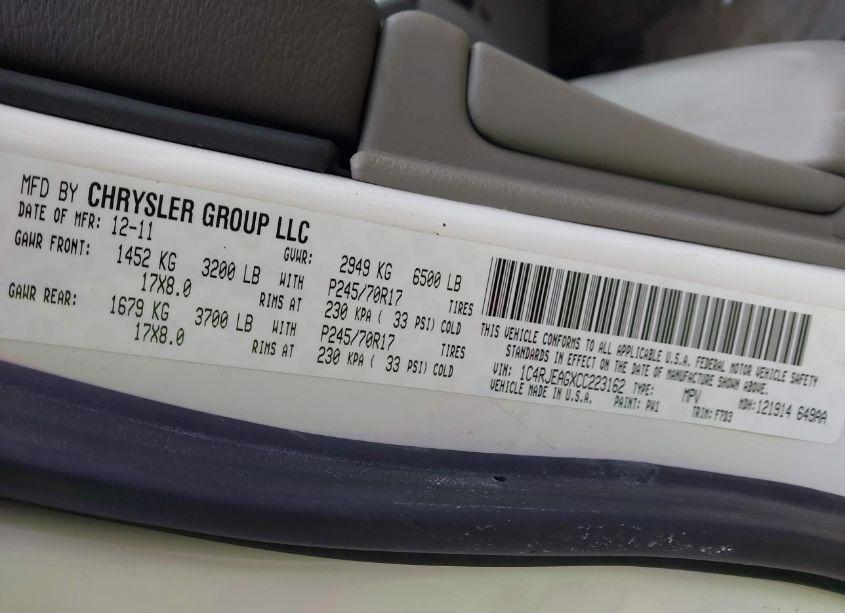 MFD BY CHRYSLER GROUP LLC
DATE OF MFR: 12-11 GVWR: 2949 KG 6500 LB
GAWR FRONT: 1452 KG 3200 LB WITH P245/70R17 TIRES
17X8.0 RIMS AT 230 KPA ( 33 PSI) COLD
GAWR REAR: 1679 KG 3700 LB WITH P245/70R17 TIRES
17X8.0 RIMS AT 230 KPA ( 33 PSI) COLD
THIS VEHICLE CONFORMS TO ALL APPLICABLE U.S.A. FEDERAL MOTOR VEHICLE SAFETY
STANDARDS IN EFFECT ON THE DATE OF MANUFACTURE SHOWN ABOVE.
VIN: 1C4RJEAGXCC223162 TYPE: MPV MDH:121914 649AA
VEHICLE MADE IN U.S.A. PAINT: PW1 TRIM: F7D3